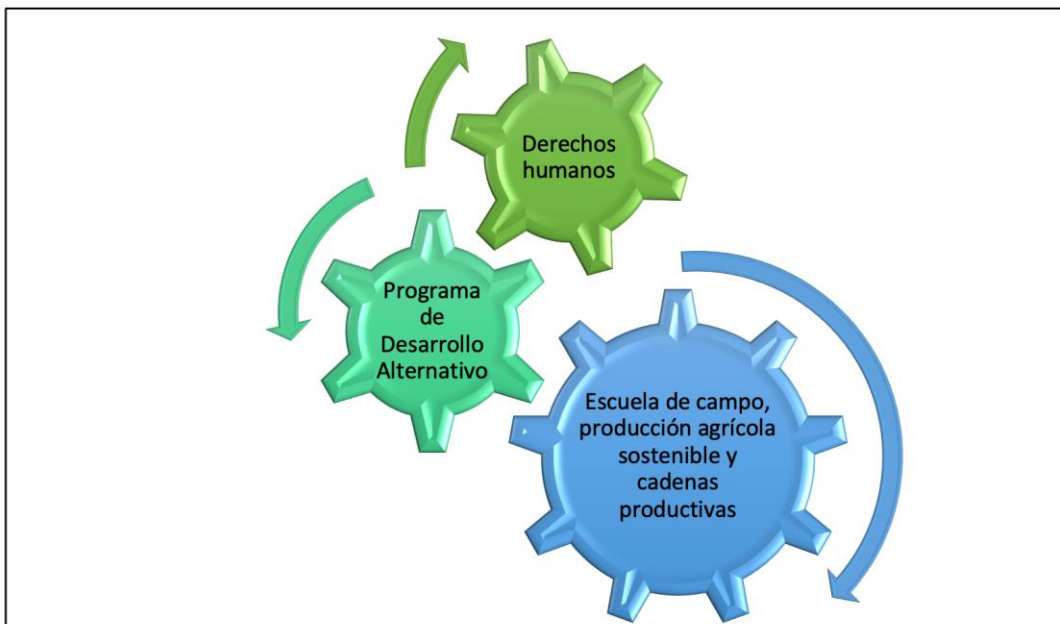 Derechos
humanos
Programa
de
Desarrollo
Alternativo
Escuela de campo,
producción agrícola
sostenible y
cadenas
productivas